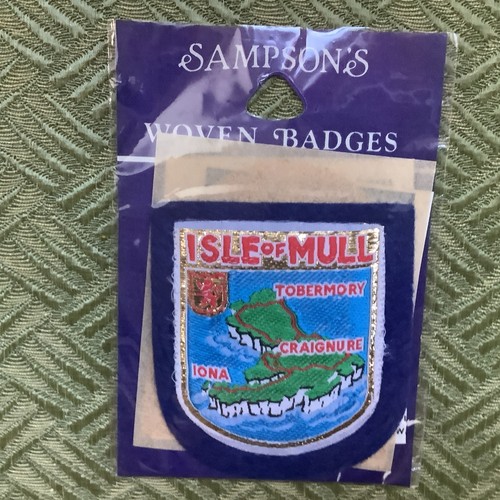 SAMPSON'S
WOVEN BADGES
ISLE OF MULL
TOBERMORY
CRAIGNURE
IONA